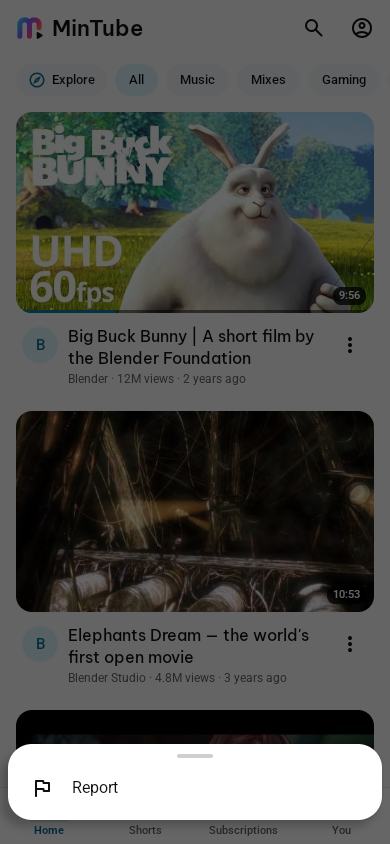 MinTube
Explore
All
Music
Mixes
Gaming
Big Buck
BUNNY
UHD
60fps
9:56
B
Big Buck Bunny | A short film by
the Blender Foundation
Blender · 12M views · 2 years ago
10:53
B
Elephants Dream — the world's
first open movie
Blender Studio · 4.8M views · 3 years ago
Report
Home
Shorts
Subscriptions
You